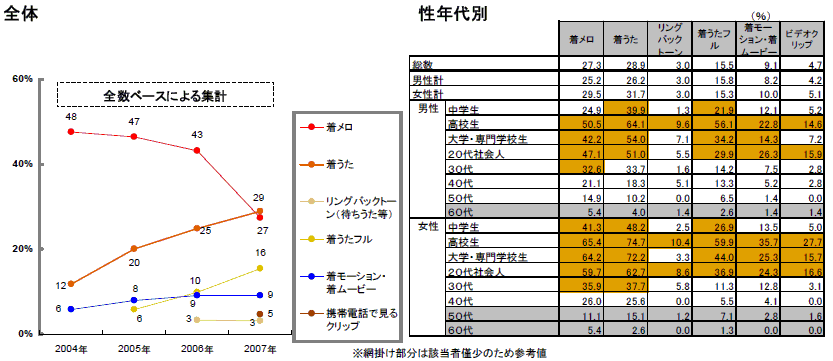 全体
全数ベースによる集計
60%
40%
20%
0%
48
47
43
29
27
12
20
25
16
10
6
8
9
9
6
3
3
5
2004年
2005年
2006年
2007年
着メロ
着うた
リングバックトー
ン(待ちうた等)
着うたフル
着モーション・
着ムービー
携帯電話で見る
クリップ
性年代別
(%)
着メロ 着うた リングバックトーン 着うたフル 着モーション・着ムービー ビデオクリップ
総数 27.3 28.9 3.0 15.5 9.1 4.7
男性計 25.2 26.2 3.0 15.8 8.2 4.2
女性計 29.5 31.7 3.0 15.3 10.0 5.1
男性 中学生 24.9 39.9 1.3 21.9 12.1 5.2
高校生 50.5 64.1 9.6 56.1 22.8 14.6
大学・専門学校生 42.2 54.0 7.1 34.2 14.3 7.2
20代社会人 47.1 51.0 5.5 29.9 26.3 15.9
30代 32.6 33.7 1.6 14.2 7.5 2.8
40代 21.1 18.3 5.1 13.3 5.2 2.8
50代 14.9 10.2 0.0 6.5 1.4 0.0
60代 5.4 4.0 1.4 2.6 1.4 1.4
女性 中学生 41.3 48.2 2.5 26.9 13.5 5.0
高校生 65.4 74.7 10.4 59.9 35.7 27.7
大学・専門学校生 64.2 72.2 3.3 44.0 25.3 15.7
20代社会人 59.7 62.7 8.6 36.9 24.3 16.6
30代 35.9 37.7 5.8 11.3 12.8 3.1
40代 26.0 25.6 0.0 5.5 4.1 0.0
50代 11.1 15.1 1.2 7.1 2.8 1.6
60代 5.4 2.6 0.0 1.3 0.0 0.0
※網掛け部分は該当者僅少のため参考値